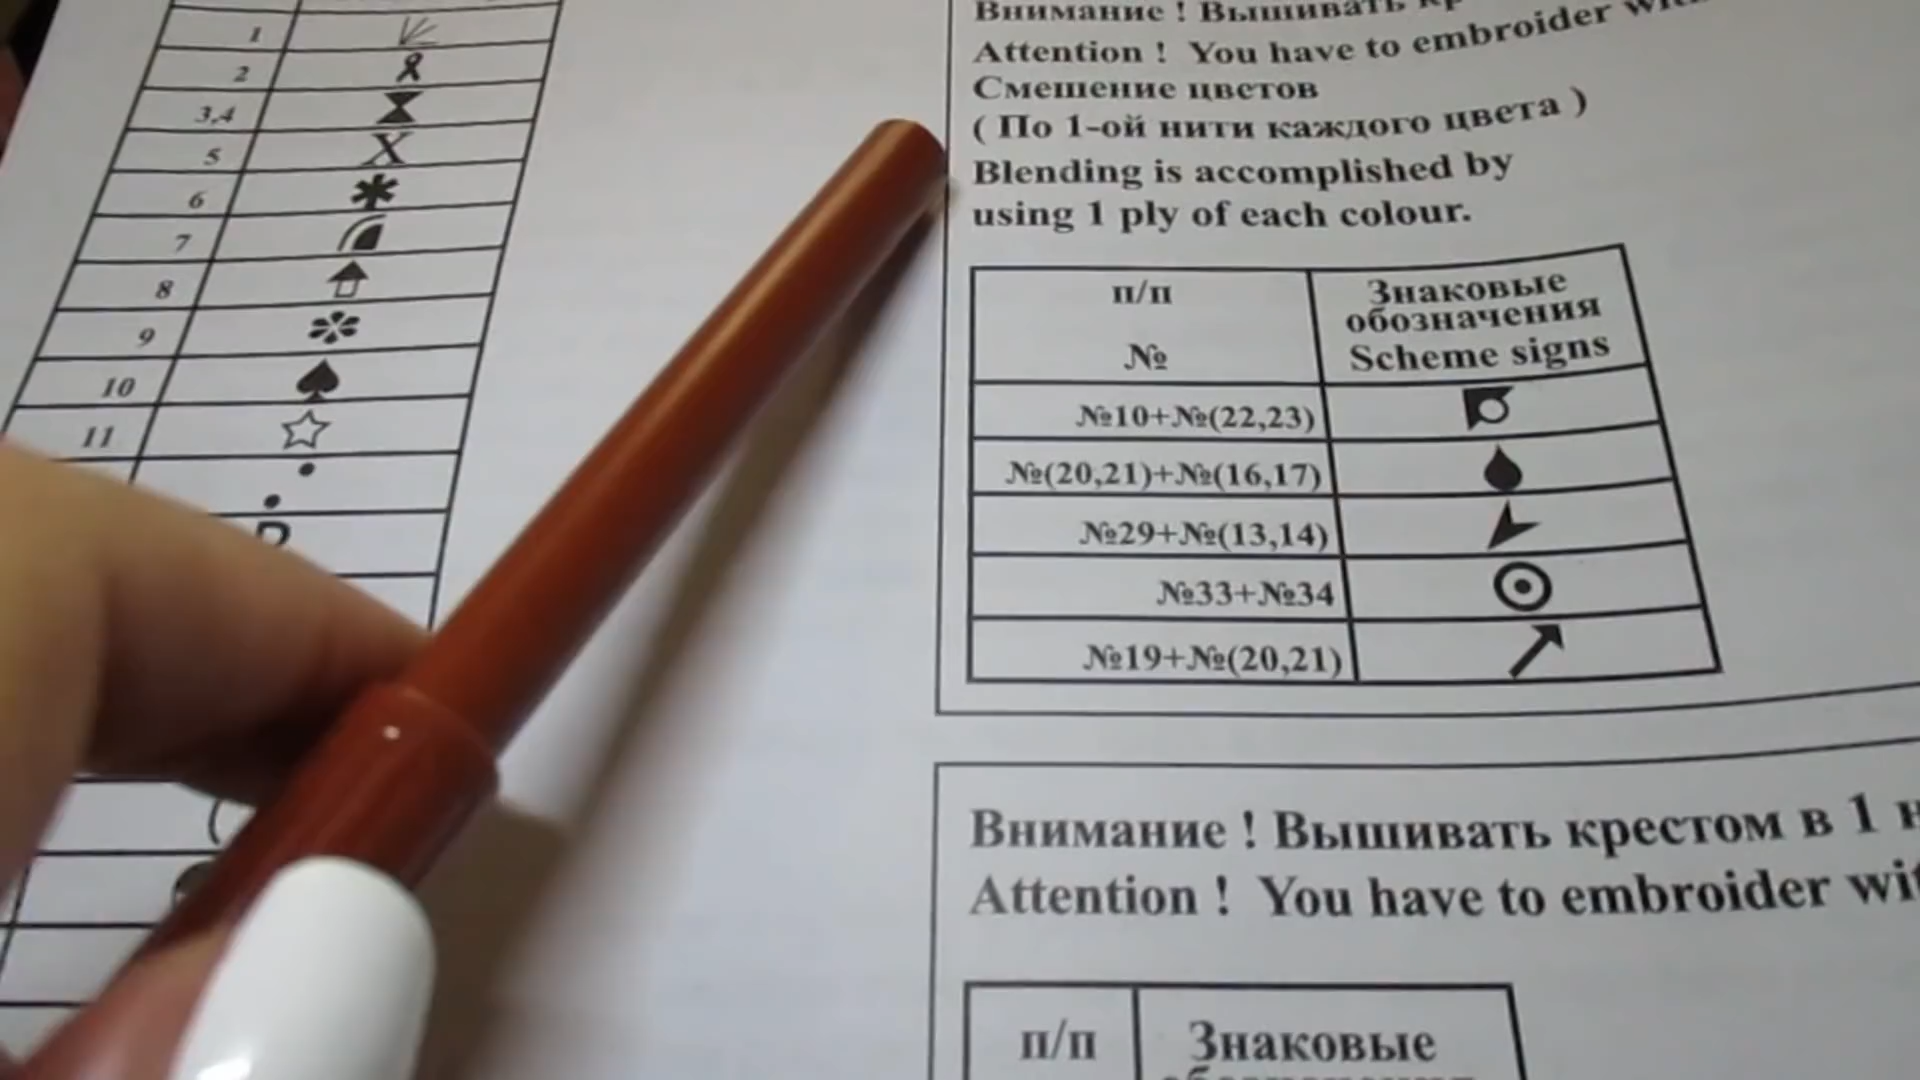 1
2
3,4
5
X
6
7
8
9
10
11
Внимание ! Вышивать
Attention ! You have to embroider
Смешение цветов
( По 1-ой нити каждого цвета )
Blending is accomplished by
using 1 ply of each colour.
п/п
№
Знаковые
обозначения
Scheme signs
№10+№(22,23)
№(20,21)+№(16,17)
№29+№(13,14)
№33+№34
№19+№(20,21)
Внимание ! Вышивать крестом в 1
Attention ! You have to embroider
п/п
Знаковые